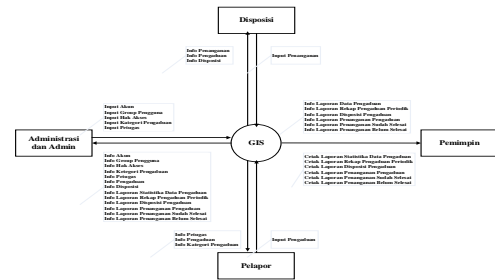 Disposisi
Info Penanganan
Info Pengaduan
Info Disposisi
Input Penanganan
Input Akun
Input Group Pengguna
Input Hak Akses
Input Kategori Pengaduan
Input Petugas
Info Laporan Data Pengaduan
Info Laporan Rekap Pengaduan Periodik
Info Laporan Disposisi Pengaduan
Info Laporan Penanganan Pengaduan
Info Laporan Penanganan Sudah Selesai
Info Laporan Penanganan Belum Selesai
Administrasi
dan Admin
GIS
Pemimpin
Info Akun
Info Group Pengguna
Info Hak Akses
Info Kategori Pengaduan
Info Petugas
Info Pengaduan
Info Disposisi
Info Laporan Statistika Data Pengaduan
Info Laporan Rekap Pengaduan Periodik
Info Laporan Disposisi Pengaduan
Info Laporan Penanganan Pengaduan
Info Laporan Penanganan Sudah Selesai
Info Laporan Penanganan Belum Selesai
Cetak Laporan Statistika Data Pengaduan
Cetak Laporan Rekap Pengaduan Periodik
Cetak Laporan Disposisi Pengaduan
Cetak Laporan Penanganan Pengaduan
Cetak Laporan Penanganan Sudah Selesai
Cetak Laporan Penanganan Belum Selesai
Info Petugas
Info Pengaduan
Info Kategori Pengaduan
Input Pengaduan
Pelapor